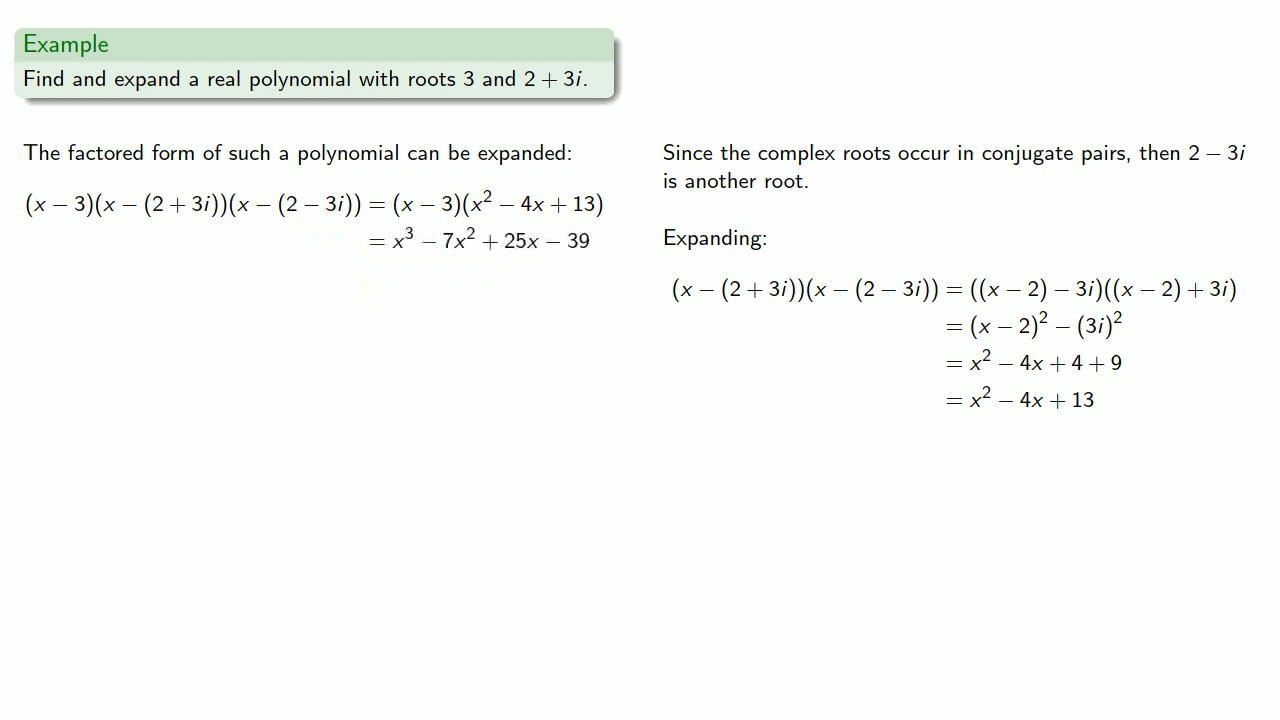 Example
Find and expand a real polynomial with roots 3 and 2 + 3i.
The factored form of such a polynomial can be expanded:
(x − 3)(x − (2 + 3i))(x − (2 − 3i)) = (x − 3)(x² − 4x + 13)
= x³ − 7x² + 25x − 39
Since the complex roots occur in conjugate pairs, then 2 − 3i
is another root.
Expanding:
(x − (2 + 3i))(x − (2 − 3i)) = ((x − 2) − 3i)((x − 2) + 3i)
= (x − 2)² − (3i)²
= x² − 4x + 4 + 9
= x² − 4x + 13